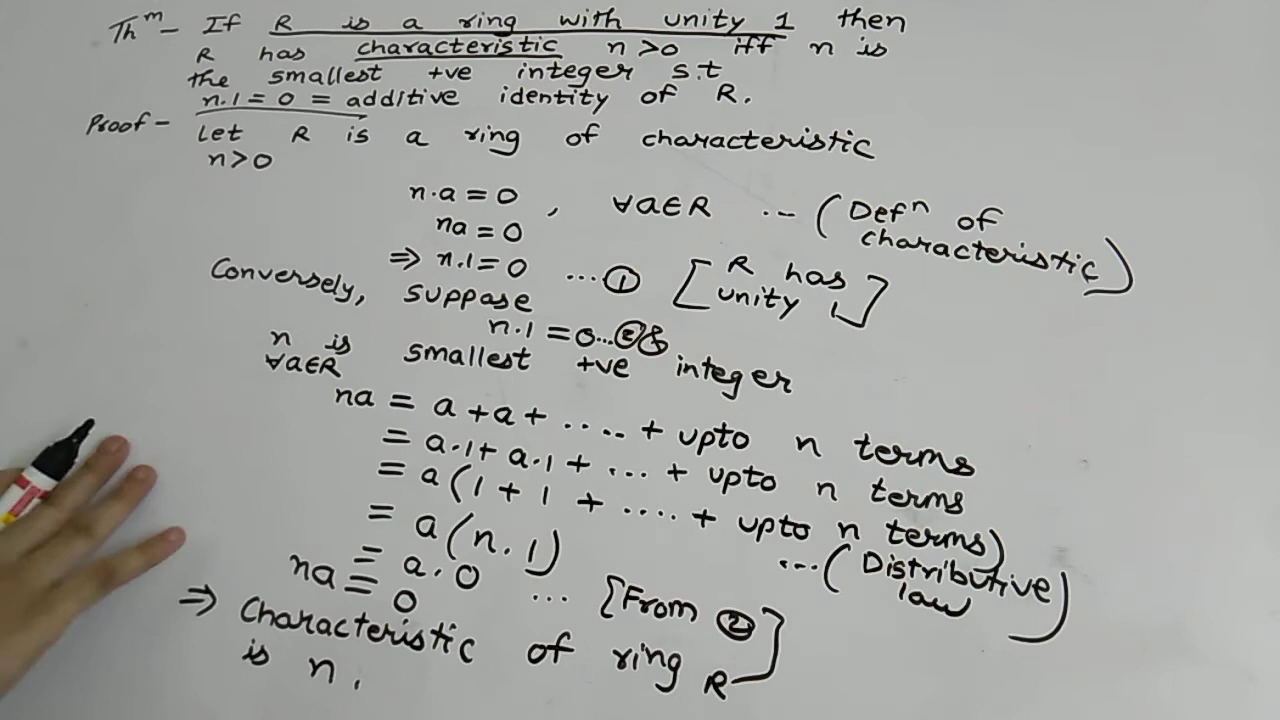 Thᵐ - If R is a ring with unity 1 then
R has characteristic n>0 iff n is
the smallest +ve integer s.t
n.1=0 = additive identity of R.
Proof - Let R is a ring of characteristic
n>0
n.a=0, ∀a∈R ... (Defⁿ of characteristic)
na=0
⇒ n.1=0 ...① [R has unity 1]
Conversely, suppase
n.1=0...②&
n is smallest +ve integer
∀a∈R
na = a+a+ ..... + upto n terms
= a.1+a.1+ ... + upto n terms
= a(1+1+ .... + upto n terms)
= a(n.1) ...(Distributive law)
= a.0
na = 0 ... [From ②]
⇒ Characteristic of ring R
is n.